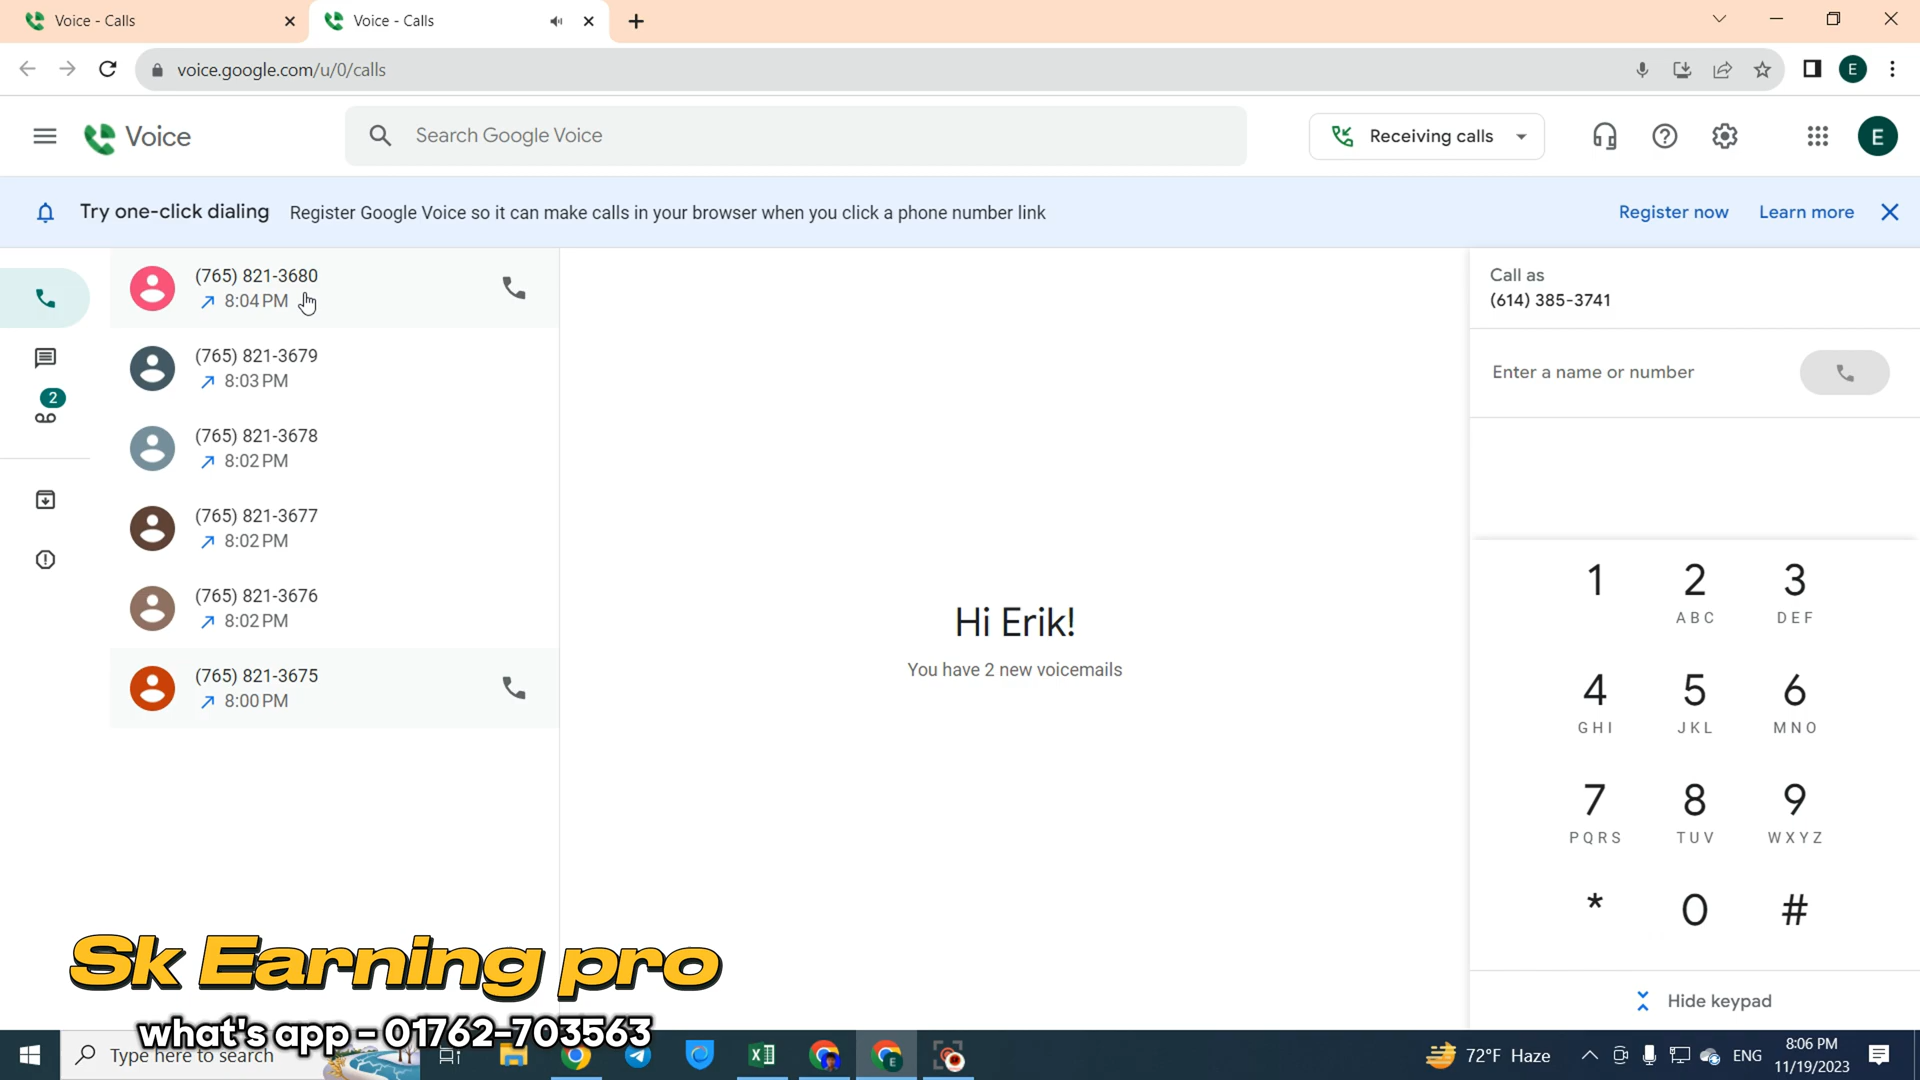 Voice - Calls
Voice - Calls
voice.google.com/u/0/calls
E
Voice
Search Google Voice
Receiving calls
E
Try one-click dialing Register Google Voice so it can make calls in your browser when you click a phone number link
Register now Learn more
(765) 821-3680
8:04 PM
(765) 821-3679
8:03 PM
2
(765) 821-3678
8:02 PM
(765) 821-3677
8:02 PM
(765) 821-3676
8:02 PM
(765) 821-3675
8:00 PM
Hi Erik!
You have 2 new voicemails
Call as
(614) 385-3741
Enter a name or number
1 2 3
ABC DEF
4 5 6
GHI JKL MNO
7 8 9
PQRS TUV WXYZ
* 0 #
Hide keypad
Sk Earning pro
what's app - 01762-703563
Type here to search
E
72°F Haze
ENG
8:06 PM
11/19/2023